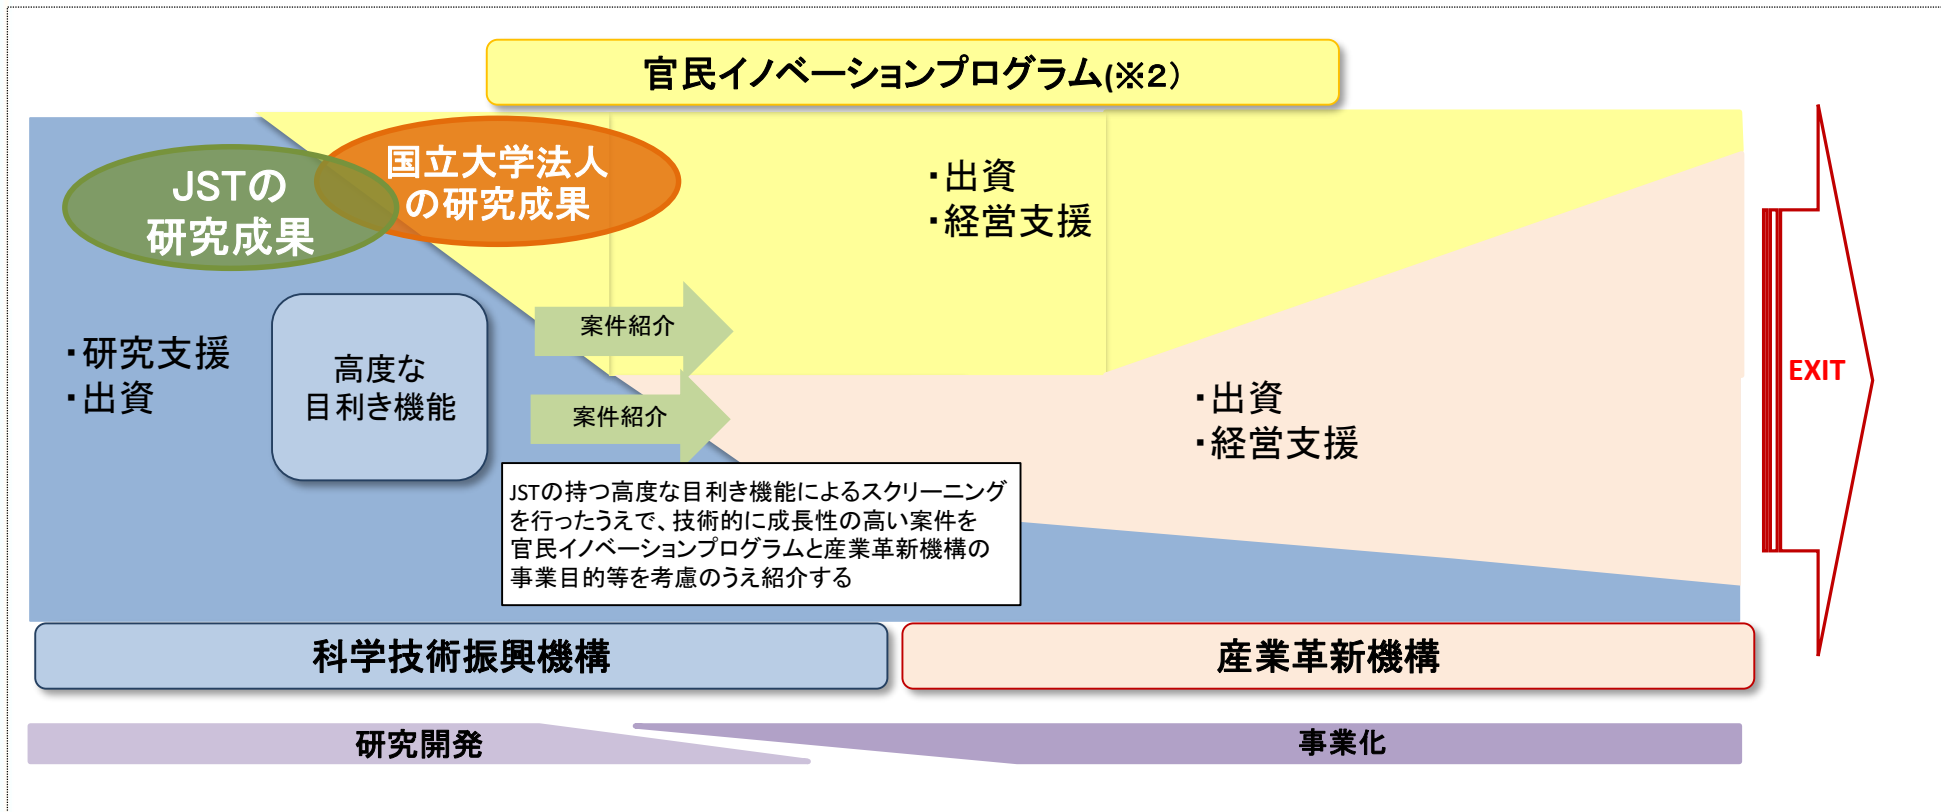 官民イノベーションプログラム(※2)
国立大学法人
の研究成果
JSTの
研究成果
・出資
・経営支援
・研究支援
・出資
高度な
目利き機能
案件紹介
案件紹介
・出資
・経営支援
EXIT
JSTの持つ高度な目利き機能によるスクリーニング
を行ったうえで、技術的に成長性の高い案件を
官民イノベーションプログラムと産業革新機構の
事業目的等を考慮のうえ紹介する
科学技術振興機構
産業革新機構
研究開発
事業化